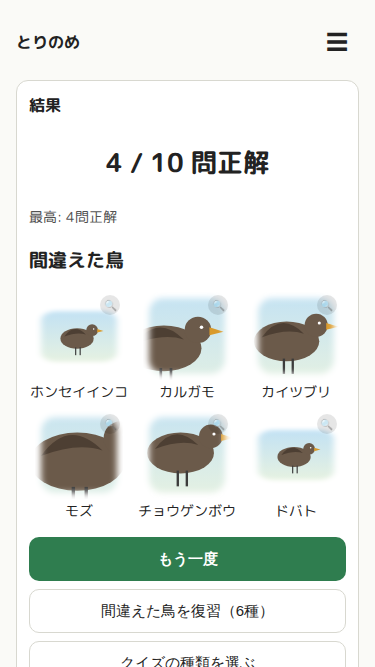 とりのめ
結果
4 / 10 問正解
最高: 4問正解
間違えた鳥
ホンセイインコ
カルガモ
カイツブリ
モズ
チョウゲンボウ
ドバト
もう一度
間違えた鳥を復習（6種）
クイズの種類を選ぶ